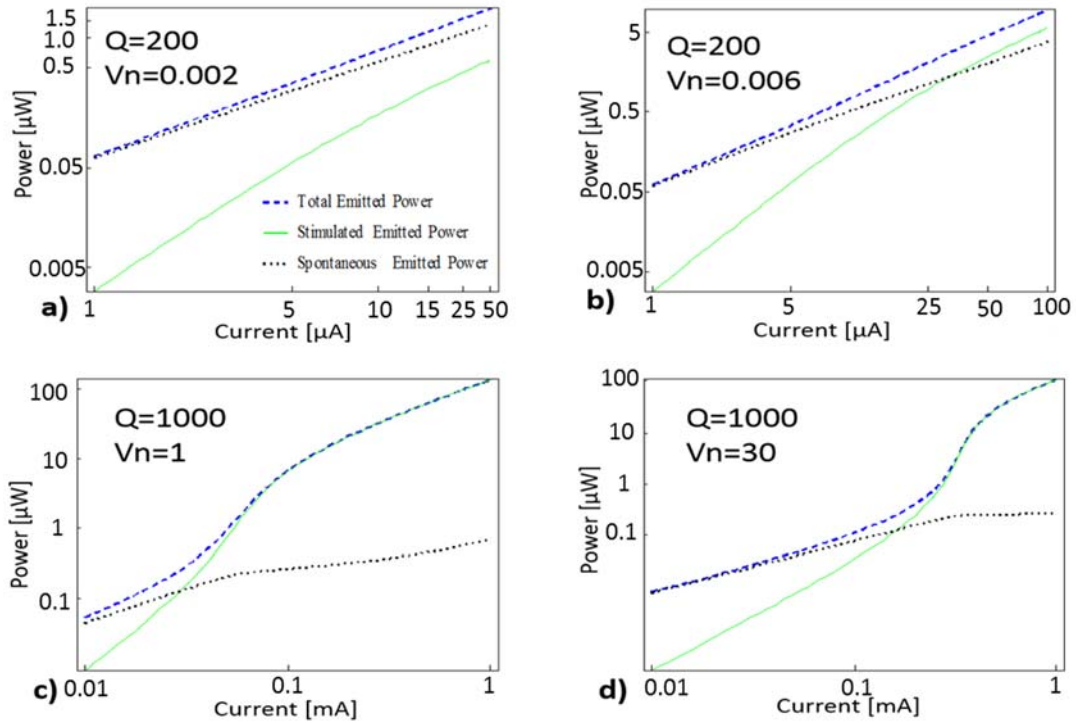 1.5
1.0
0.5
0.05
0.005
Power [µW]
Q=200
Vn=0.002
Total Emitted Power
Stimulated Emitted Power
Spontaneous Emitted Power
a)
1
5
10
15
25
50
Current [µA]
5
0.5
0.05
0.005
Power [µW]
Q=200
Vn=0.006
b)
1
5
25
50
100
Current [µA]
100
10
1
0.1
Power [µW]
Q=1000
Vn=1
c)
0.01
0.1
1
Current [mA]
100
10
1
0.1
Power [µW]
Q=1000
Vn=30
d)
0.01
0.1
1
Current [mA]